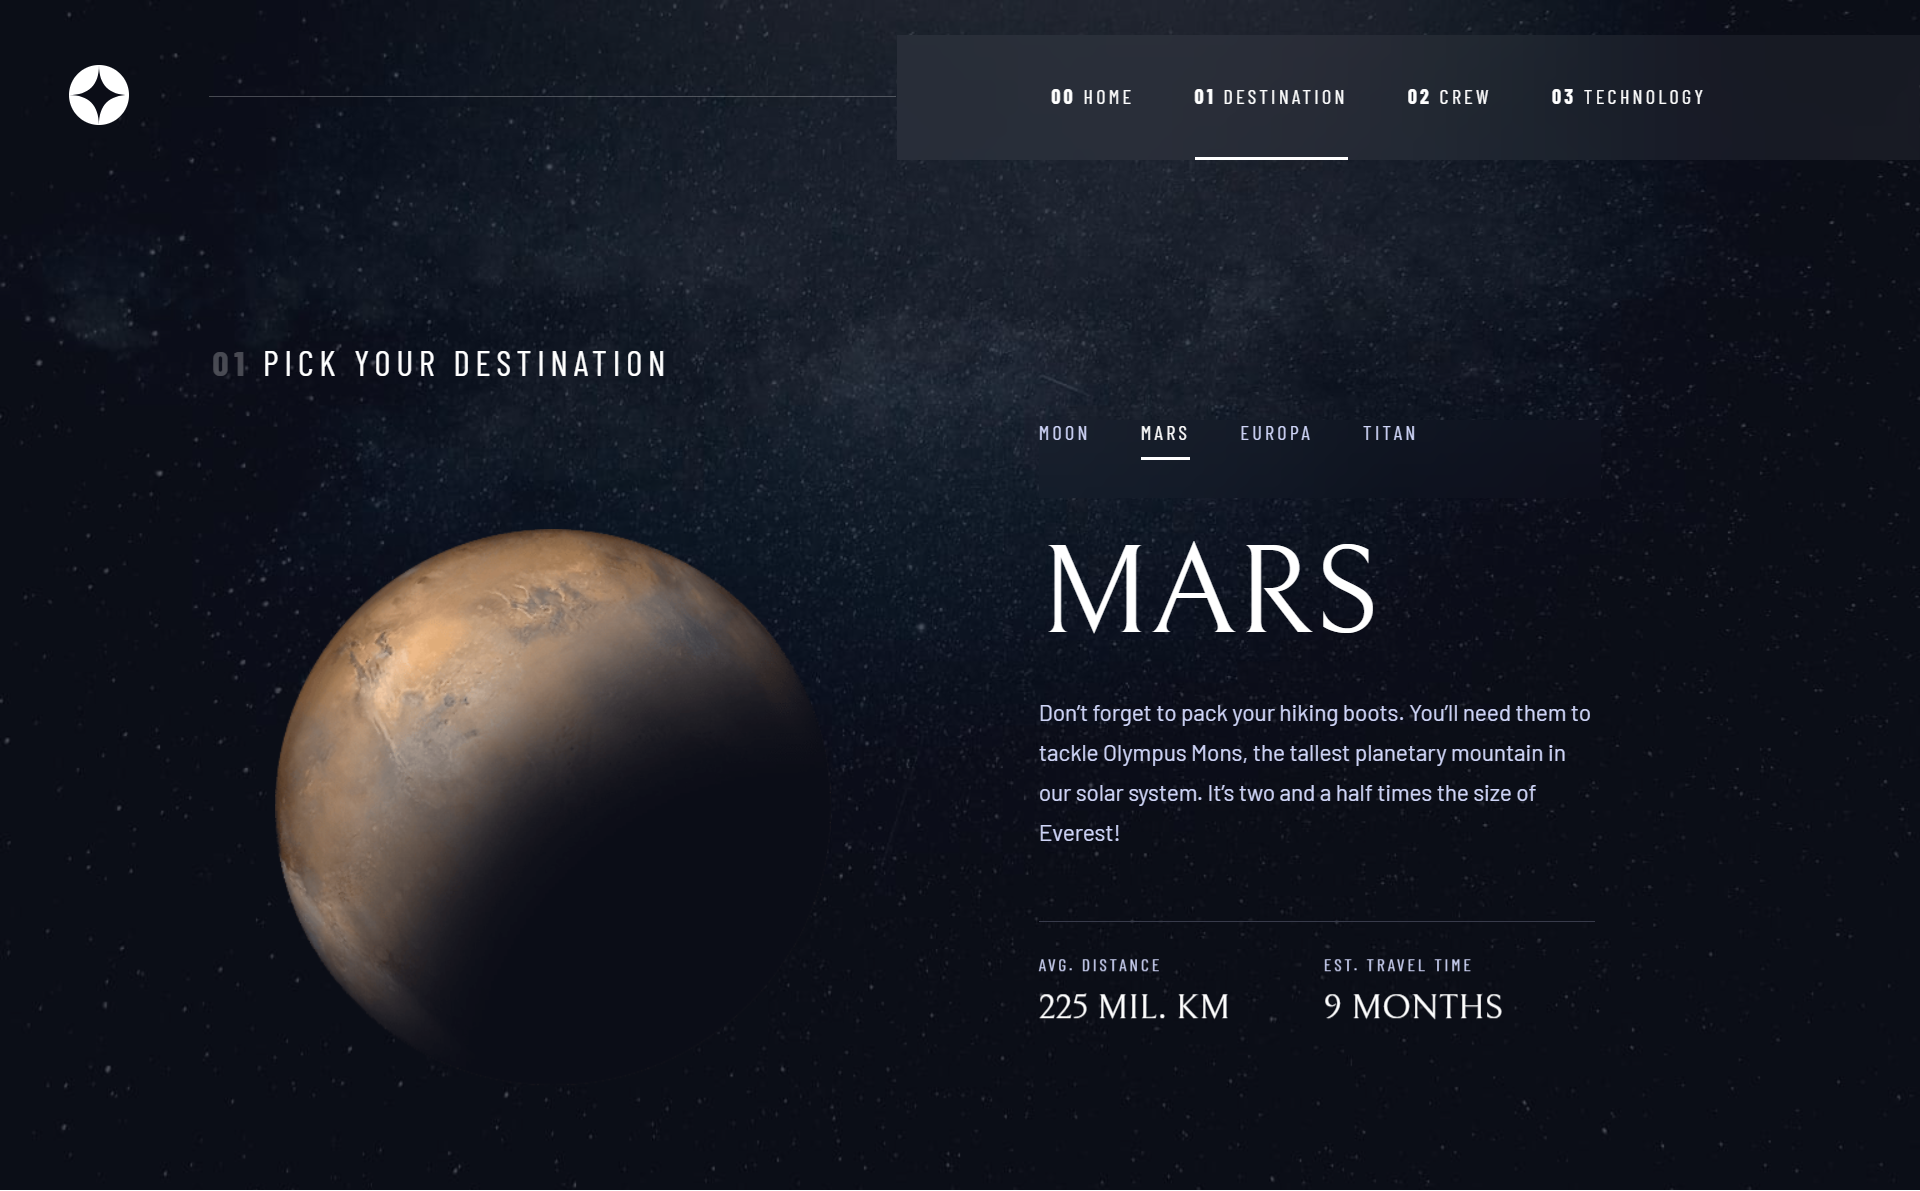 00 HOME 01 DESTINATION 02 CREW 03 TECHNOLOGY
01 PICK YOUR DESTINATION
MOON MARS EUROPA TITAN
MARS
Don’t forget to pack your hiking boots. You’ll need them to
tackle Olympus Mons, the tallest planetary mountain in
our solar system. It’s two and a half times the size of
Everest!
AVG. DISTANCE
225 MIL. KM
EST. TRAVEL TIME
9 MONTHS